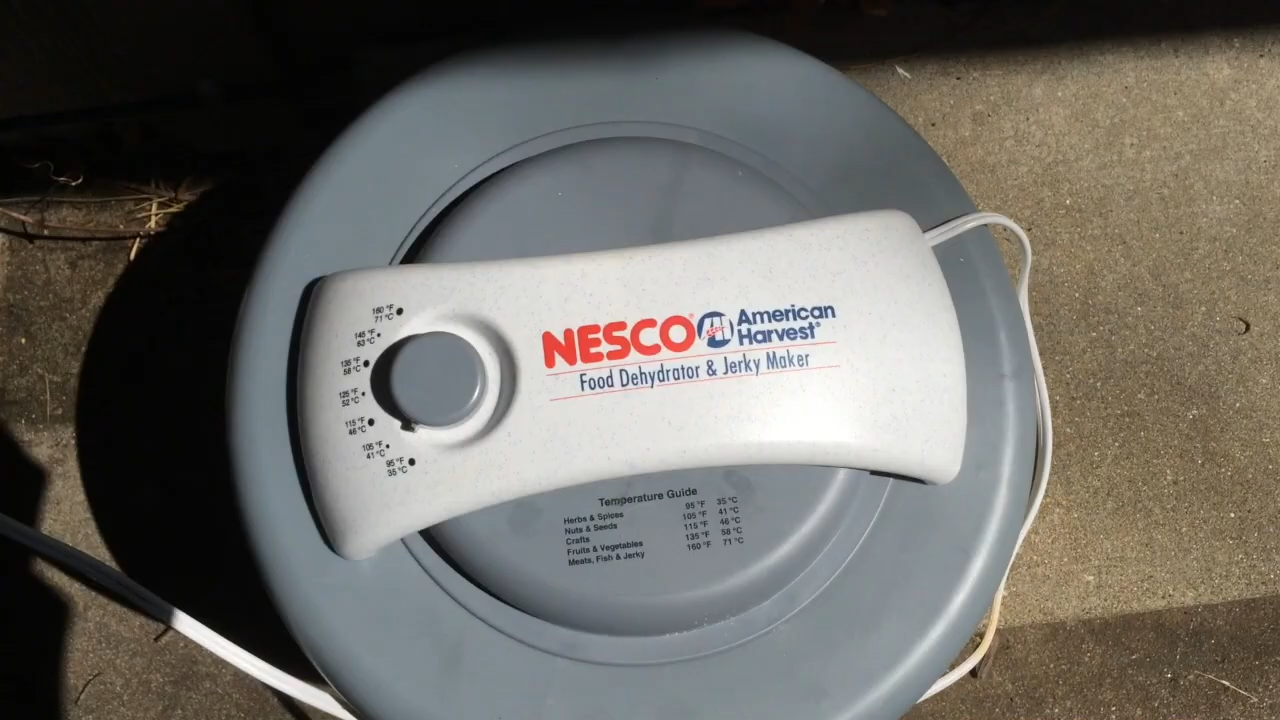 160 °F
71 °C
145 °F
63 °C
135 °F
58 °C
125 °F
52 °C
115 °F
46 °C
105 °F
41 °C
95 °F
35 °C
NESCO® American Harvest®
Food Dehydrator & Jerky Maker
Temperature Guide
Herbs & Spices 95 °F 35 °C
Nuts & Seeds 105 °F 41 °C
Crafts 115 °F 46 °C
Fruits & Vegetables 135 °F 58 °C
Meats, Fish & Jerky 160 °F 71 °C